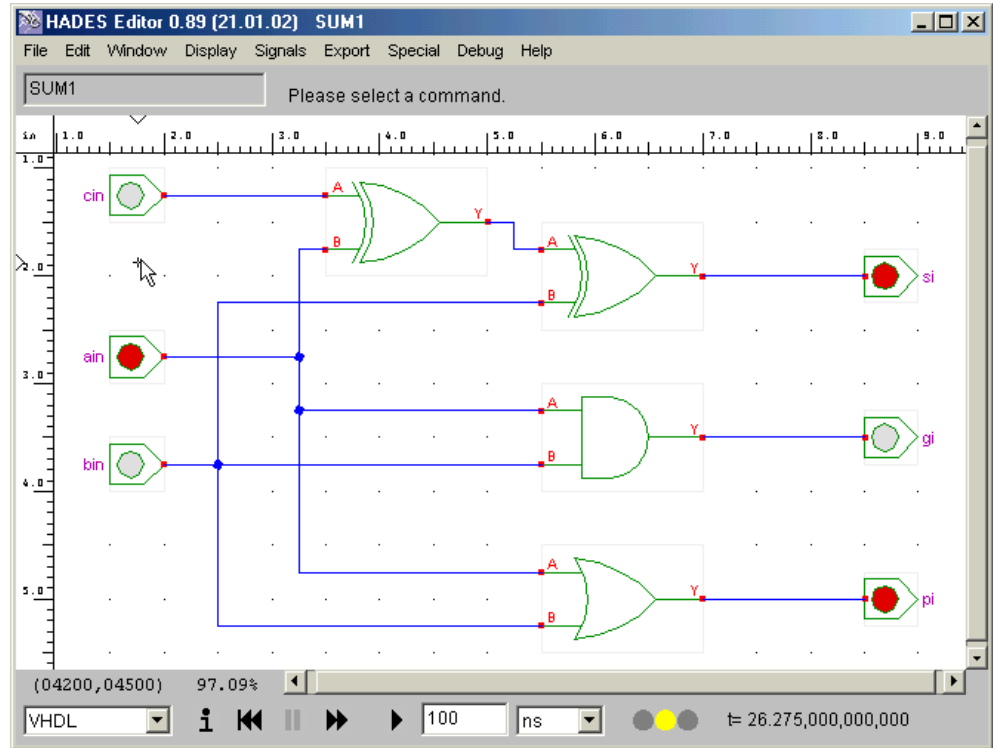 HADES Editor 0.89 (21.01.02) SUM1
File Edit Window Display Signals Export Special Debug Help
SUM1 Please select a command.
in 1.0 2.0 3.0 4.0 5.0 6.0 7.0 8.0 9.0
1.0
cin A
Y
B A
2.0 Y si
B
ain
3.0
A
Y gi
bin B
4.0
A
5.0 Y pi
B
(04200,04500) 97.09%
VHDL 100 ns t= 26.275,000,000,000